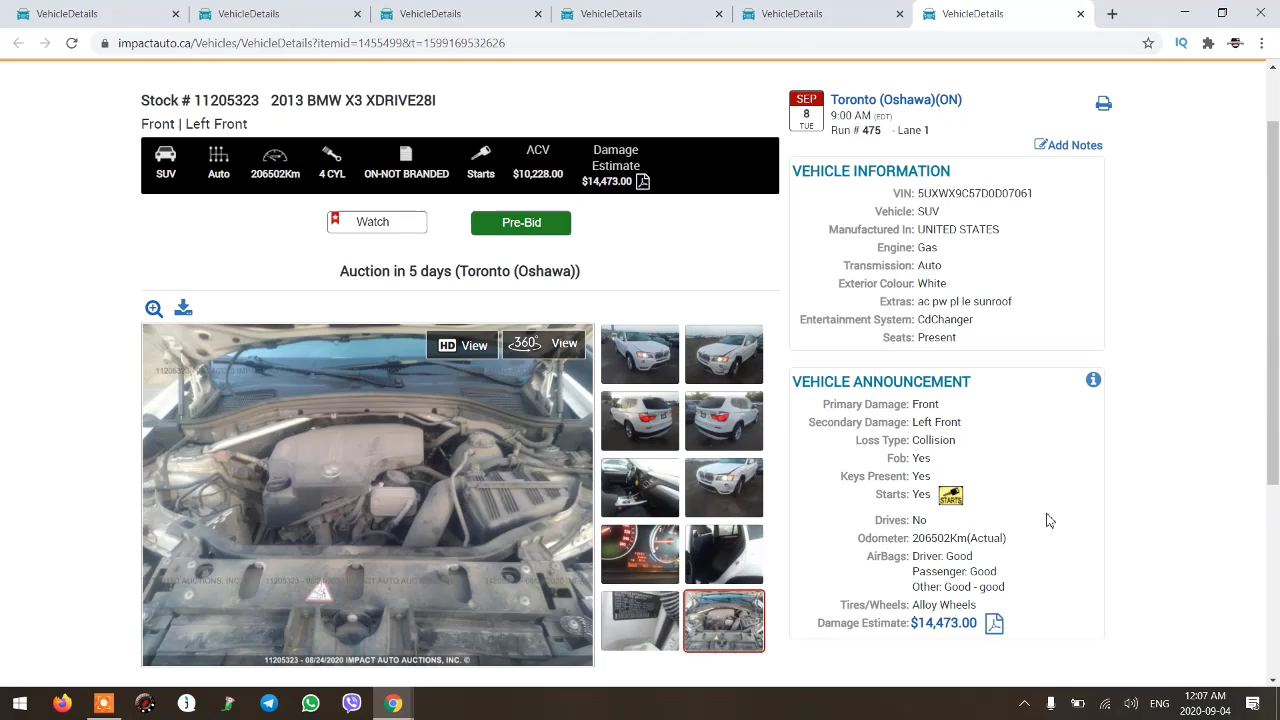 VehicleDetails
VehicleDetails
VehicleDetails
VehicleDetails
VehicleDetails
VehicleDetails
impactauto.ca/Vehicles/VehicleDetails?itemid=1455499&t=1599169532626
IQ
Stock # 11205323 2013 BMW X3 XDRIVE28I
Front | Left Front
SUV
Auto
206502Km
4 CYL
ON-NOT BRANDED
Starts
ACV
$10,228.00
Damage
Estimate
$14,473.00
Watch
Pre-Bid
Auction in 5 days (Toronto (Oshawa))
HD View
360° View
11205323 - 08/24/2020 IMPACT AUTO AUCTIONS, INC. ©
SEP
8
TUE
Toronto (Oshawa)(ON)
9:00 AM (EDT)
Run # 475 - Lane 1
Add Notes
VEHICLE INFORMATION
VIN: 5UXWX9C57D0D07061
Vehicle: SUV
Manufactured In: UNITED STATES
Engine: Gas
Transmission: Auto
Exterior Colour: White
Extras: ac pw pl le sunroof
Entertainment System: CdChanger
Seats: Present
VEHICLE ANNOUNCEMENT
Primary Damage: Front
Secondary Damage: Left Front
Loss Type: Collision
Fob: Yes
Keys Present: Yes
Starts: Yes STARTS
Drives: No
Odometer: 206502Km(Actual)
AirBags: Driver: Good
Passenger: Good
Other: Good - good
Tires/Wheels: Alloy Wheels
Damage Estimate: $14,473.00
ENG
12:07 AM
2020-09-04